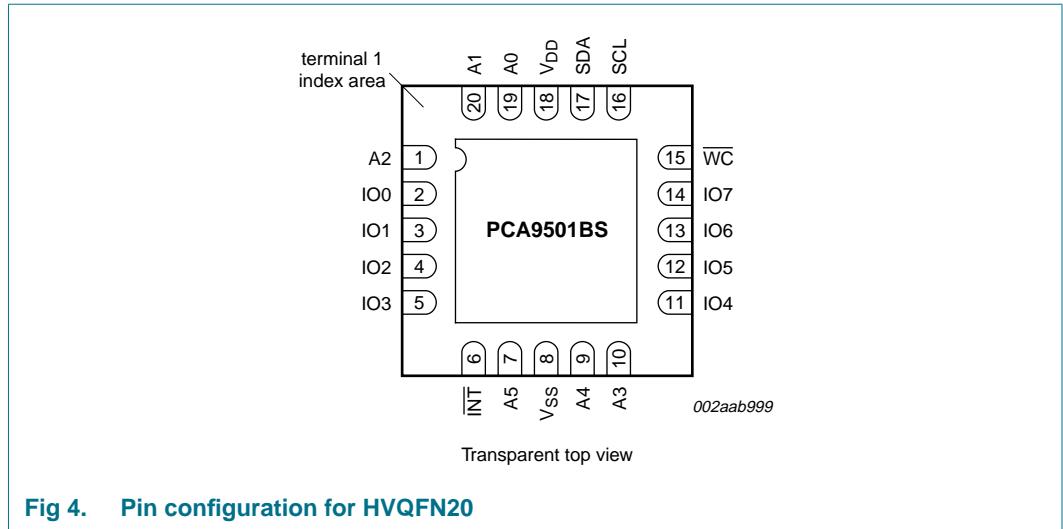 terminal 1
index area
A1
A0
VDD
SDA
SCL
20
19
18
17
16
A2 1
IO0 2
IO1 3
IO2 4
IO3 5
PCA9501BS
15 WC
14 IO7
13 IO6
12 IO5
11 IO4
6
7
8
9
10
INT
A5
VSS
A4
A3
002aab999
Transparent top view
Fig 4. Pin configuration for HVQFN20